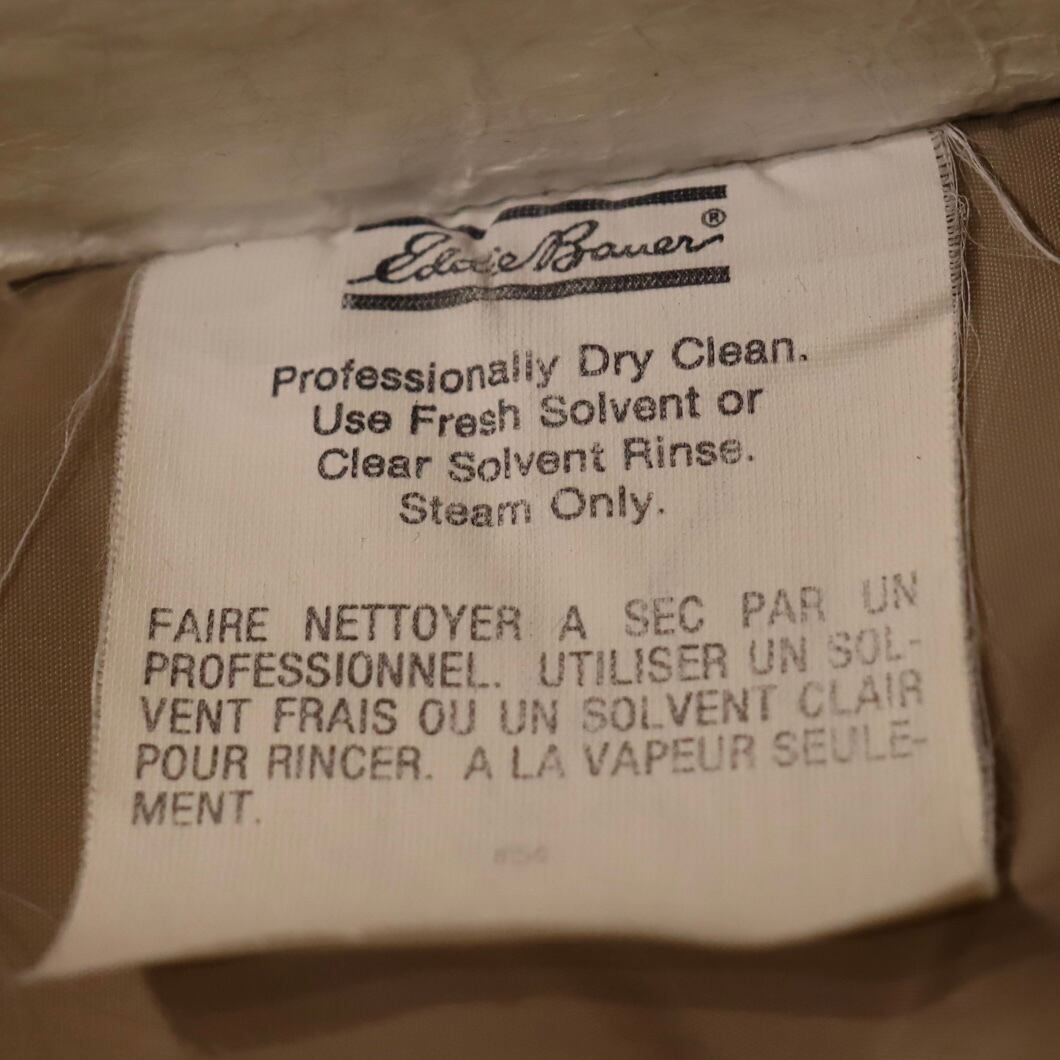 Eddie Bauer®
Professionally Dry Clean.
Use Fresh Solvent or
Clear Solvent Rinse.
Steam Only.
FAIRE NETTOYER A SEC PAR UN
PROFESSIONNEL. UTILISER UN SOL-
VENT FRAIS OU UN SOLVENT CLAIR
POUR RINCER. A LA VAPEUR SEULE-
MENT.